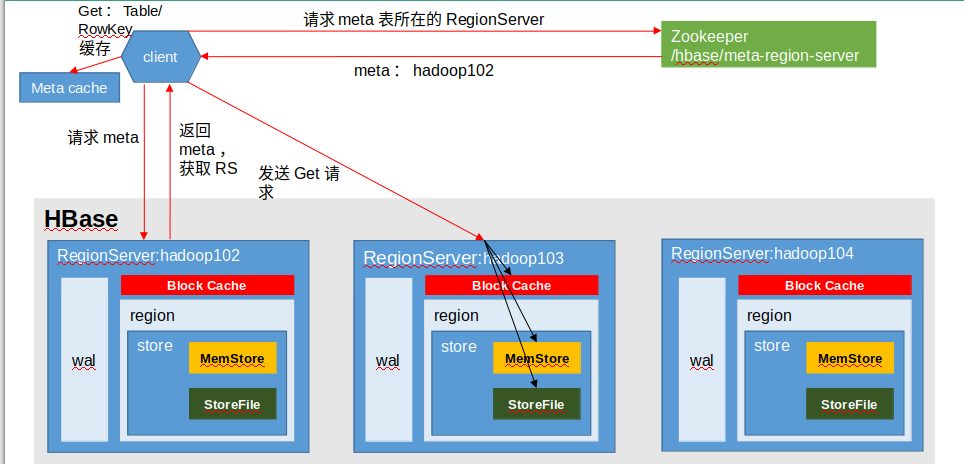 Get： Table/
RowKey
缓存
client
Meta cache
请求 meta 表所在的 RegionServer
meta： hadoop102
Zookeeper
/hbase/meta-region-server
请求 meta
返回
meta，
获取 RS
发送 Get 请
求
HBase
RegionServer:hadoop102
Block Cache
region
wal
store
MemStore
StoreFile
RegionServer:hadoop103
Block Cache
region
wal
store
MemStore
StoreFile
RegionServer:hadoop104
Block Cache
region
wal
store
MemStore
StoreFile